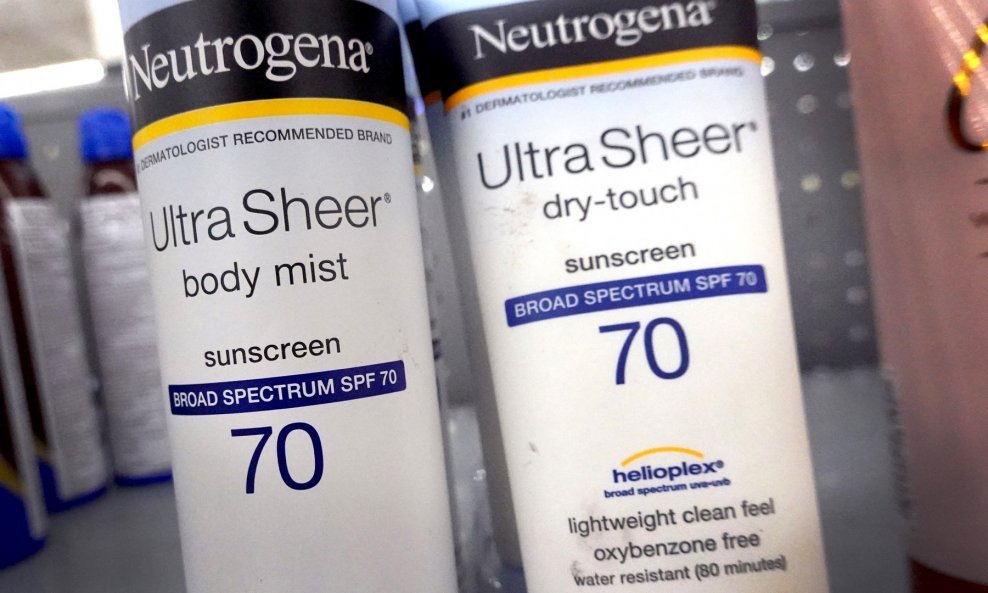 Neutrogena®
DERMATOLOGIST RECOMMENDED BRAND
Ultra Sheer®
body mist
sunscreen
BROAD SPECTRUM SPF 70
70
Neutrogena®
#1 DERMATOLOGIST RECOMMENDED BRAND
Ultra Sheer®
dry-touch
sunscreen
BROAD SPECTRUM SPF 70
70
helioplex®
broad spectrum uva-uvb
lightweight clean feel
oxybenzone free
water resistant (80 minutes)